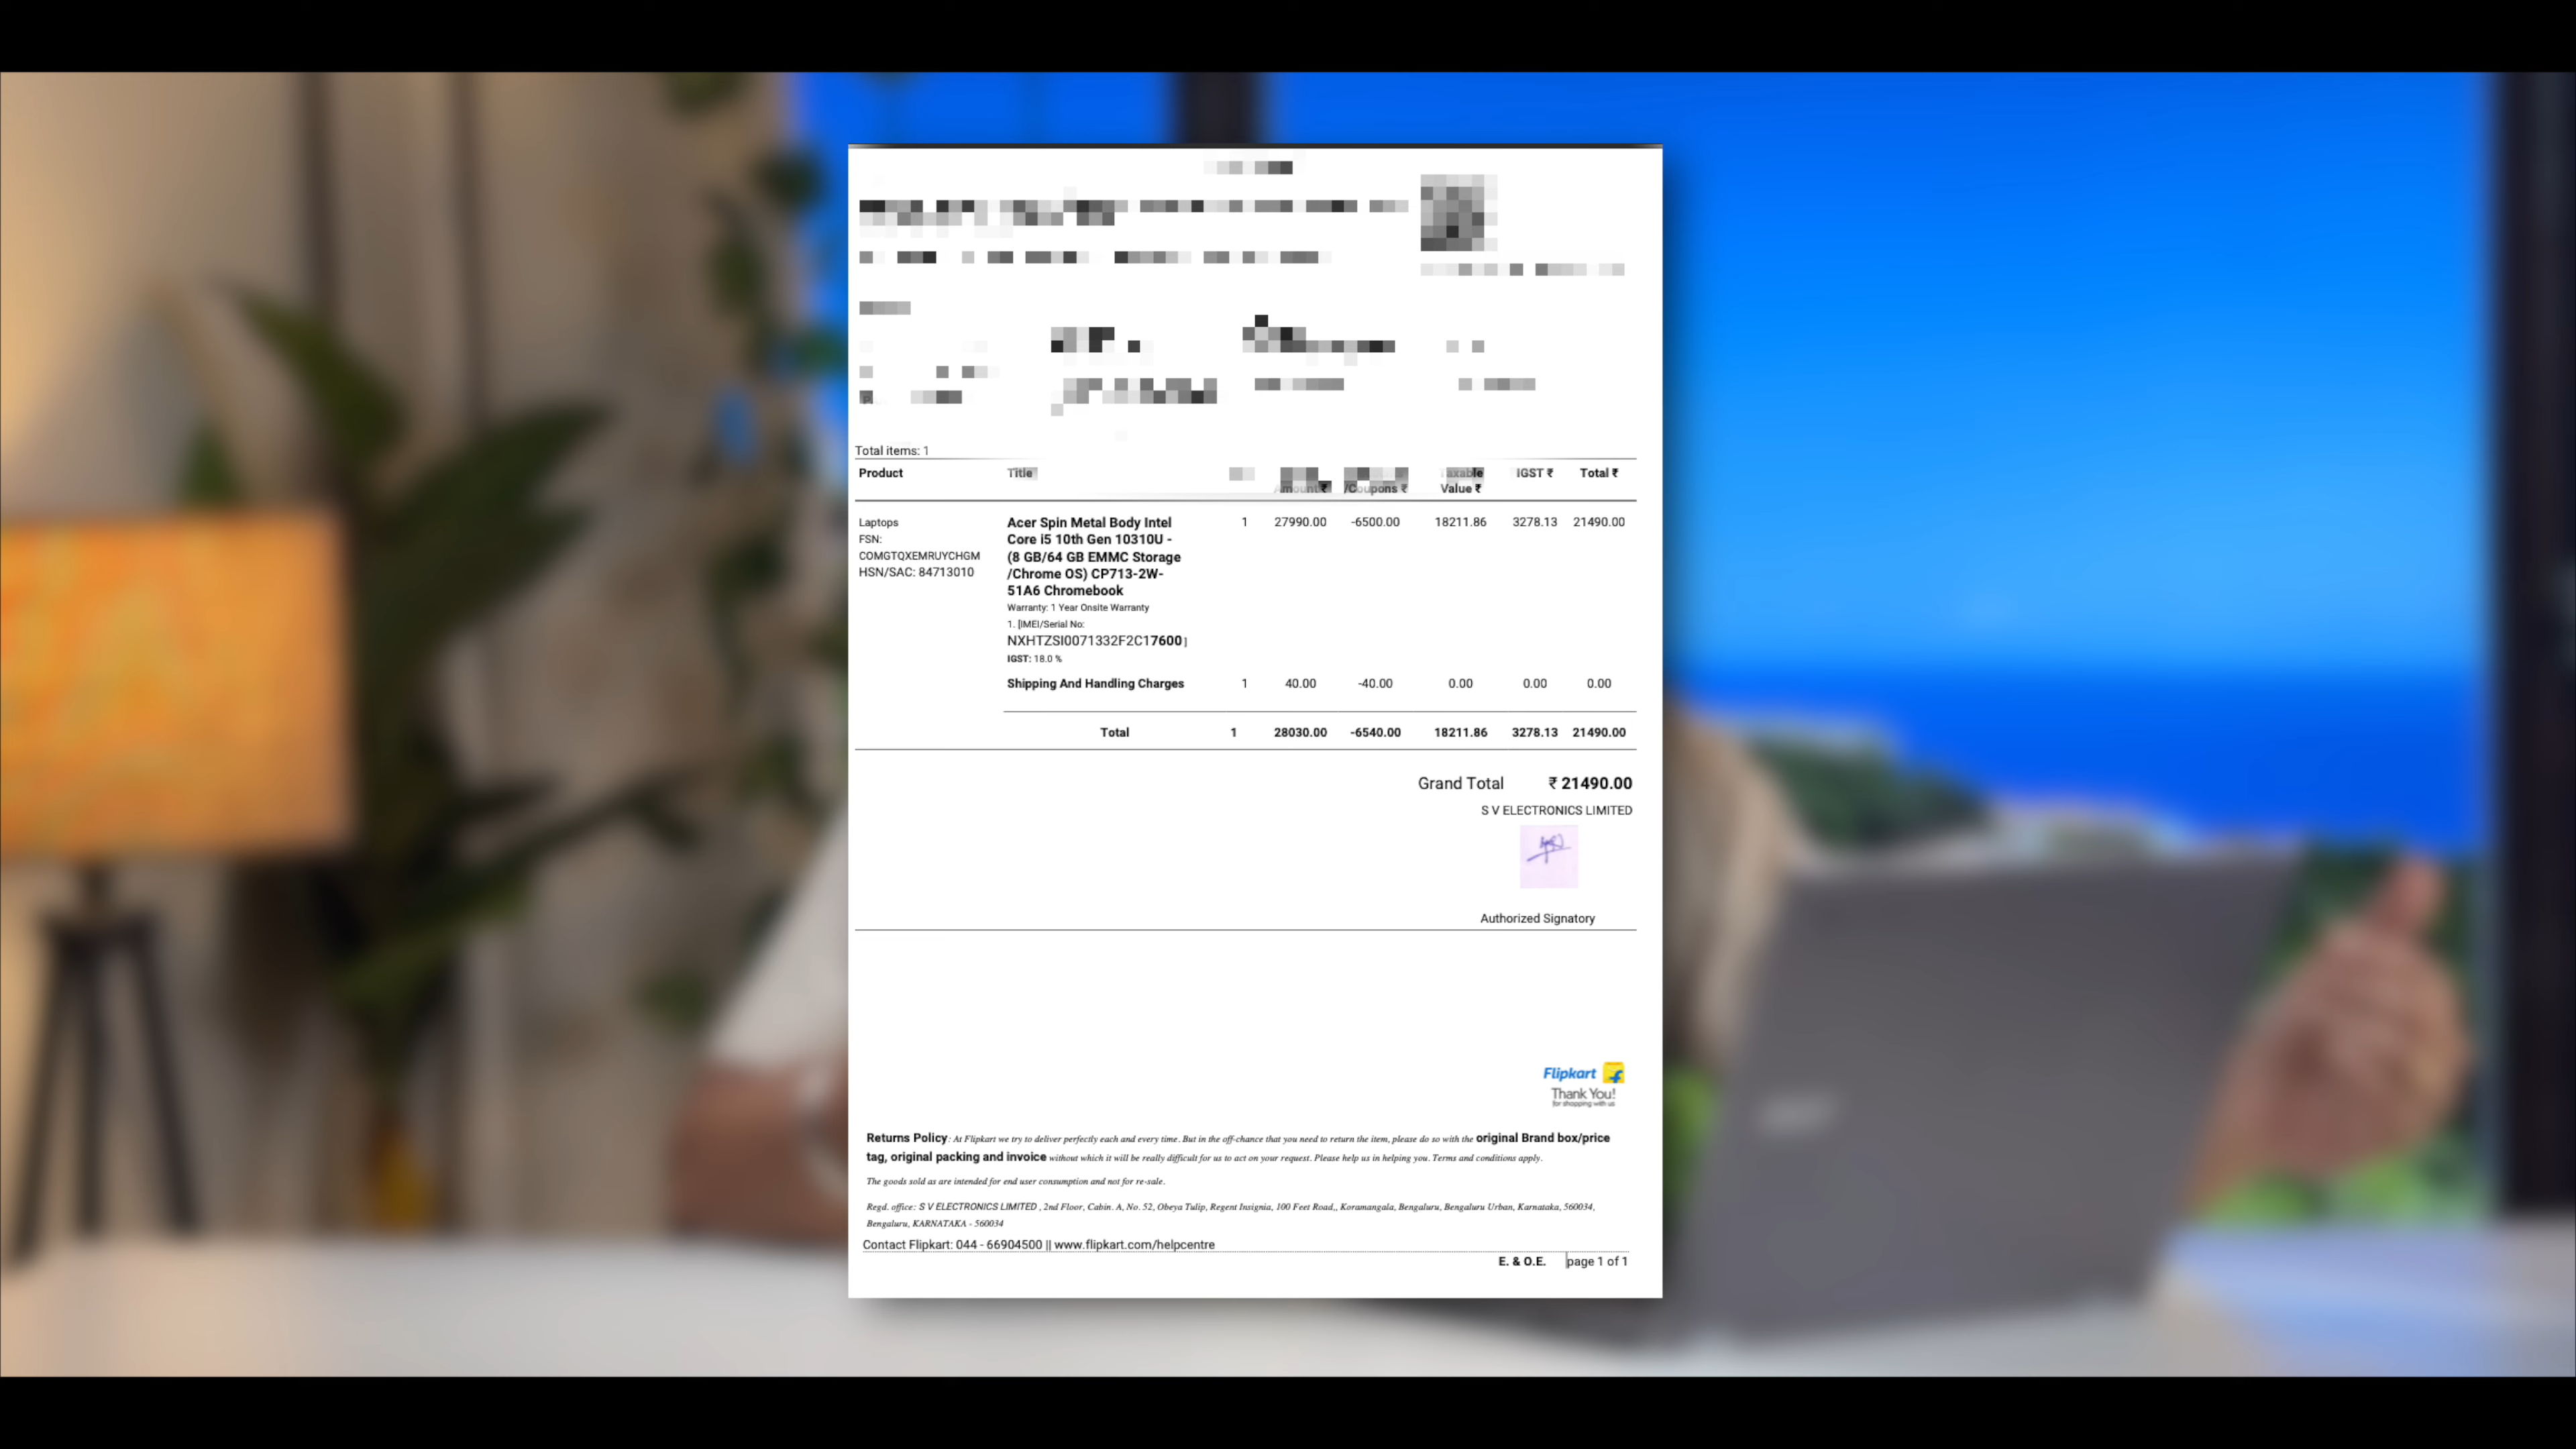 Total items: 1
Product Title Taxable IGST ₹ Total ₹
Amount ₹ /Coupons ₹ Value ₹
Laptops
FSN:
COMGTQXEMRUYCHGM
HSN/SAC: 84713010
Acer Spin Metal Body Intel
Core i5 10th Gen 10310U -
(8 GB/64 GB EMMC Storage
/Chrome OS) CP713-2W-
51A6 Chromebook
Warranty: 1 Year Onsite Warranty
1. [IMEI/Serial No:
NXHTZSI0071332F2C17600 ]
IGST: 18.0 %
1 27990.00 -6500.00 18211.86 3278.13 21490.00
Shipping And Handling Charges 1 40.00 -40.00 0.00 0.00 0.00
Total 1 28030.00 -6540.00 18211.86 3278.13 21490.00
Grand Total ₹ 21490.00
S V ELECTRONICS LIMITED
Authorized Signatory
Flipkart
Thank You!
for shopping with us
Returns Policy: At Flipkart we try to deliver perfectly each and every time. But in the off-chance that you need to return the item, please do so with the original Brand box/price
tag, original packing and invoice without which it will be really difficult for us to act on your request. Please help us in helping you. Terms and conditions apply.
The goods sold as are intended for end user consumption and not for re-sale.
Regd. office: S V ELECTRONICS LIMITED , 2nd Floor, Cabin. A, No. 52, Obeya Tulip, Regent Insignia, 100 Feet Road,, Koramangala, Bengaluru, Bengaluru Urban, Karnataka, 560034,
Bengaluru, KARNATAKA - 560034
Contact Flipkart: 044 - 66904500 || www.flipkart.com/helpcentre
E. & O.E. page 1 of 1